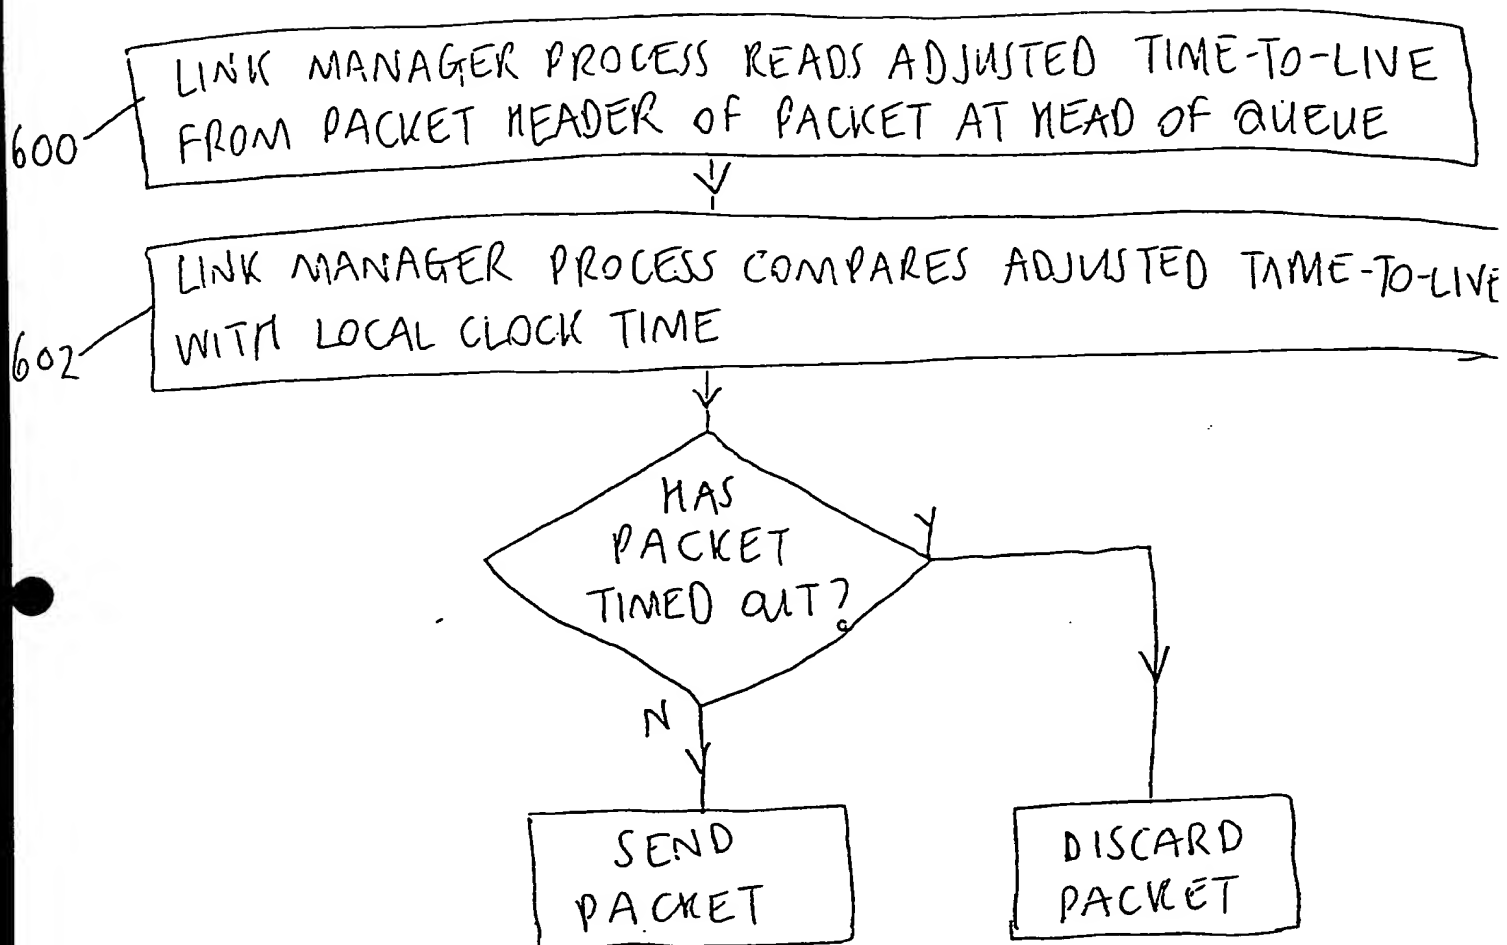 LINK MANAGER PROCESS READS ADJUSTED TIME-TO-LIVE
FROM PACKET HEADER OF PACKET AT HEAD OF QUEUE
600
LINK MANAGER PROCESS COMPARES ADJUSTED TIME-TO-LIVE
WITH LOCAL CLOCK TIME
602
HAS
PACKET
TIMED OUT?
Y
N
SEND
PACKET
DISCARD
PACKET